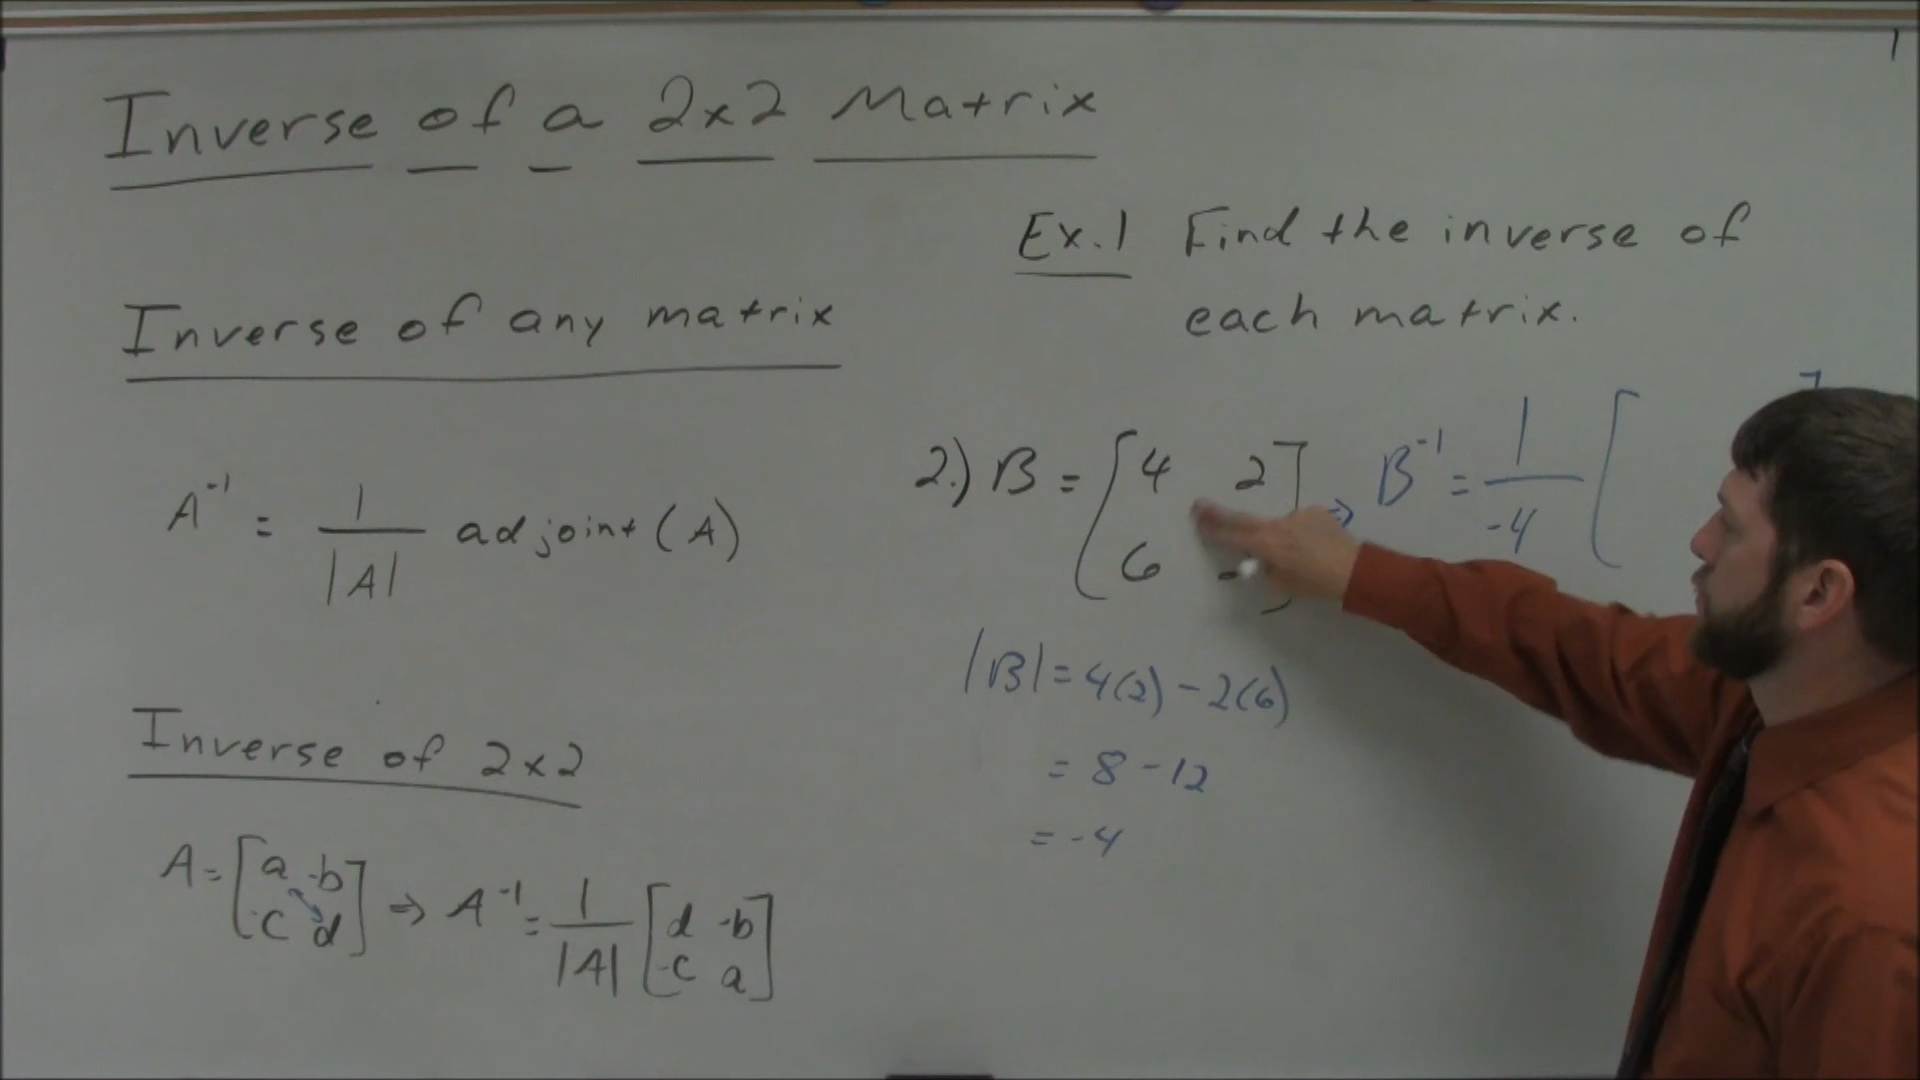 Inverse of a 2x2 Matrix
Ex.1 Find the inverse of
each matrix.
Inverse of any matrix
A⁻¹ = 1/|A| adjoint(A)
2.) B = [4 2
6 ] ⇒ B⁻¹ = 1/-4 [
|B| = 4(2) - 2(6)
= 8 - 12
= -4
Inverse of 2x2
A = [a -b
-c d] ⇒ A⁻¹ = 1/|A| [d -b
-c a]